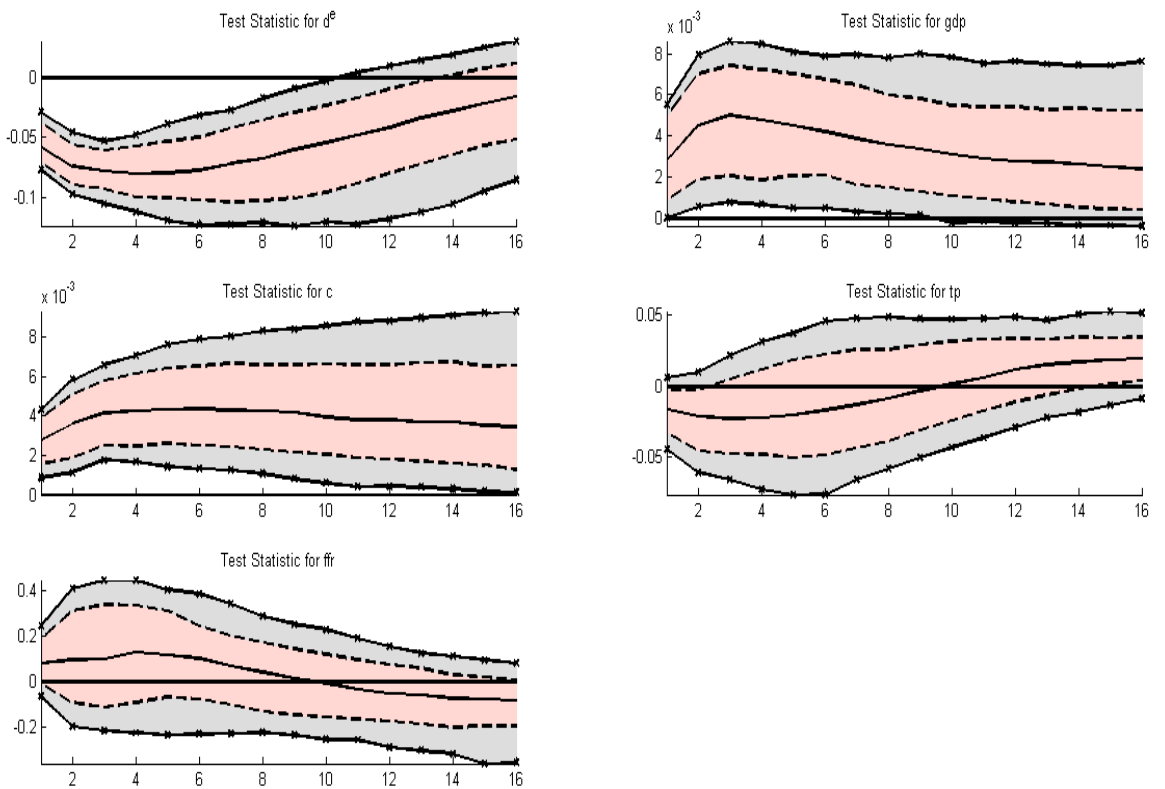 Test Statistic for dᵉ
0
-0.05
-0.1
2 4 6 8 10 12 14 16
Test Statistic for gdp
x 10⁻³
8
6
4
2
0
2 4 6 8 10 12 14 16
Test Statistic for c
x 10⁻³
8
6
4
2
0
2 4 6 8 10 12 14 16
Test Statistic for tp
0.05
0
-0.05
2 4 6 8 10 12 14 16
Test Statistic for ffr
0.4
0.2
0
-0.2
2 4 6 8 10 12 14 16